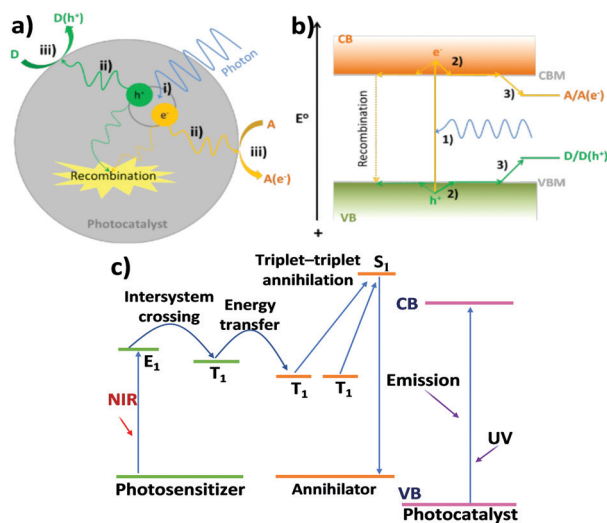 a)
D(h⁺)
D
iii)
ii)
i)
Photon
h⁺
e⁻
ii)
A
iii)
A(e⁻)
Recombination
Photocatalyst
b)
CB
e⁻
2)
CBM
3)
A/A(e⁻)
E⁰
Recombination
1)
3)
D/D(h⁺)
VBM
h⁺
2)
VB
+
c)
Triplet–triplet
annihilation
S₁
Intersystem
crossing
Energy
transfer
CB
E₁
T₁
T₁
T₁
NIR
Emission
UV
Photosensitizer
Annihilator
VB
Photocatalyst